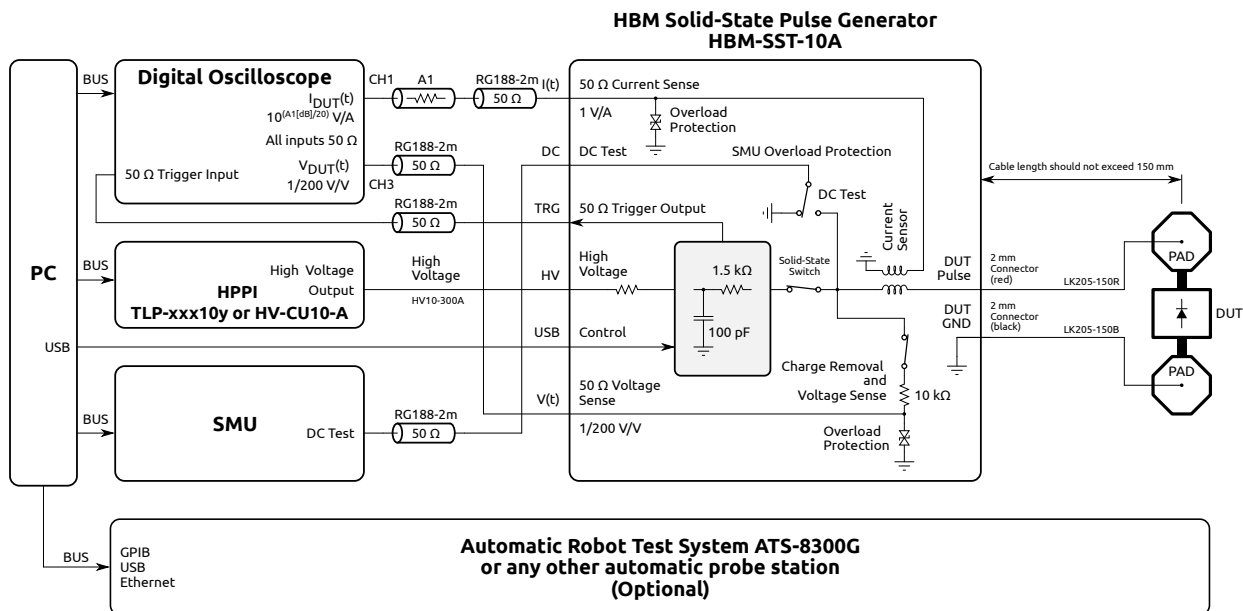 HBM Solid-State Pulse Generator
HBM-SST-10A
PC
USB
BUS
Digital Oscilloscope
I_DUT(t)
10^(A1[dB]/20) V/A
All inputs 50 Ω
V_DUT(t)
1/200 V/V
50 Ω Trigger Input
CH1
A1
RG188-2m
50 Ω
I(t)
CH3
RG188-2m
50 Ω
RG188-2m
50 Ω
DC
TRG
BUS
High Voltage
Output
HPPI
TLP-xxx10y or HV-CU10-A
High
Voltage
HV10-300A
HV
USB
V(t)
BUS
SMU
DC Test
RG188-2m
50 Ω
50 Ω Current Sense
1 V/A
Overload
Protection
DC Test
SMU Overload Protection
DC Test
50 Ω Trigger Output
Current
Sensor
High
Voltage
1.5 kΩ
100 pF
Solid-State
Switch
Control
DUT
Pulse
DUT
GND
Charge Removal
and
Voltage Sense
10 kΩ
50 Ω Voltage
Sense
1/200 V/V
Overload
Protection
Cable length should not exceed 150 mm
2 mm
Connector
(red)
LK205-150R
2 mm
Connector
(black)
LK205-150B
PAD
DUT
PAD
BUS
GPIB
USB
Ethernet
Automatic Robot Test System ATS-8300G
or any other automatic probe station
(Optional)